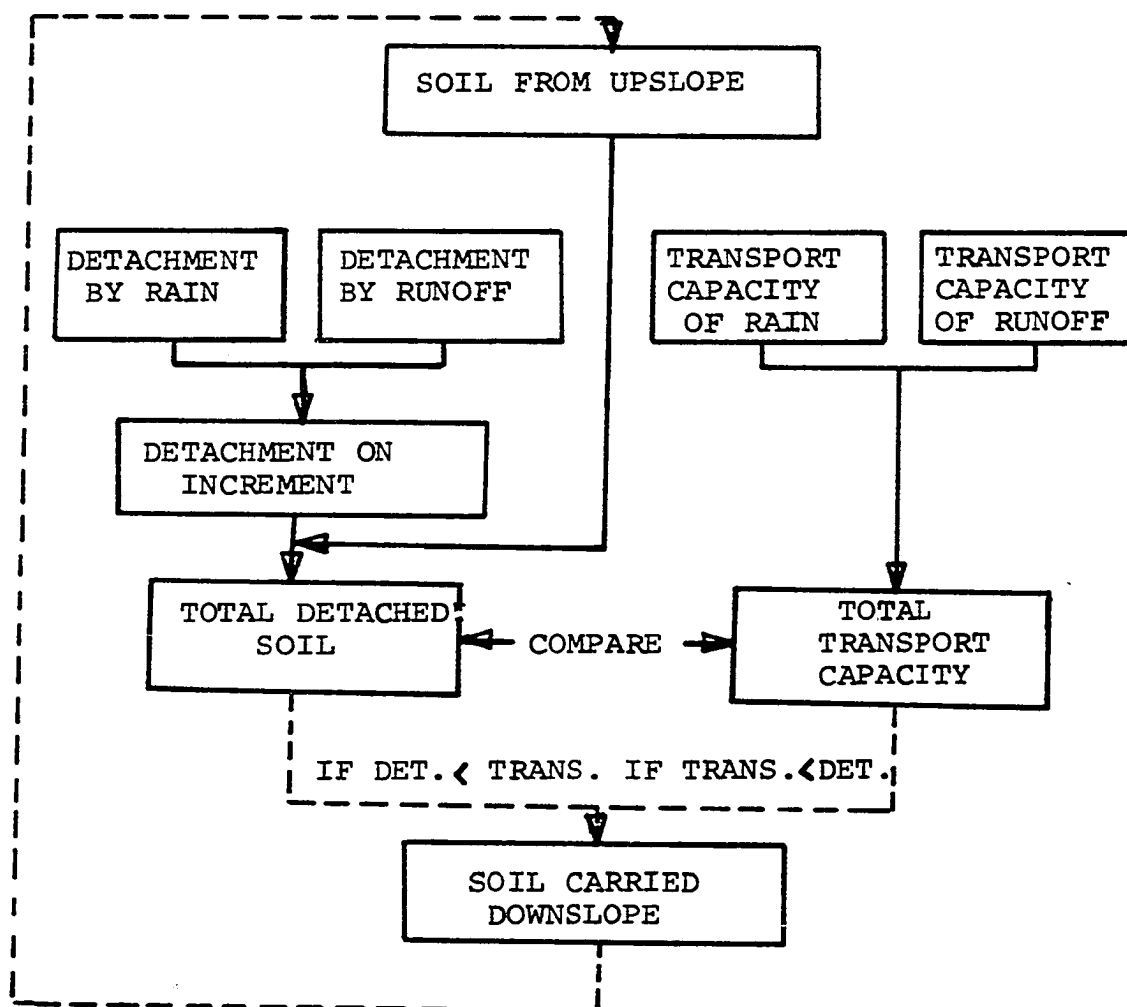 SOIL FROM UPSLOPE
DETACHMENT
BY RAIN
DETACHMENT
BY RUNOFF
TRANSPORT
CAPACITY
OF RAIN
TRANSPORT
CAPACITY
OF RUNOFF
DETACHMENT ON
INCREMENT
TOTAL DETACHED
SOIL
COMPARE
TOTAL
TRANSPORT
CAPACITY
IF DET. < TRANS. IF TRANS. < DET.
SOIL CARRIED
DOWNSLOPE